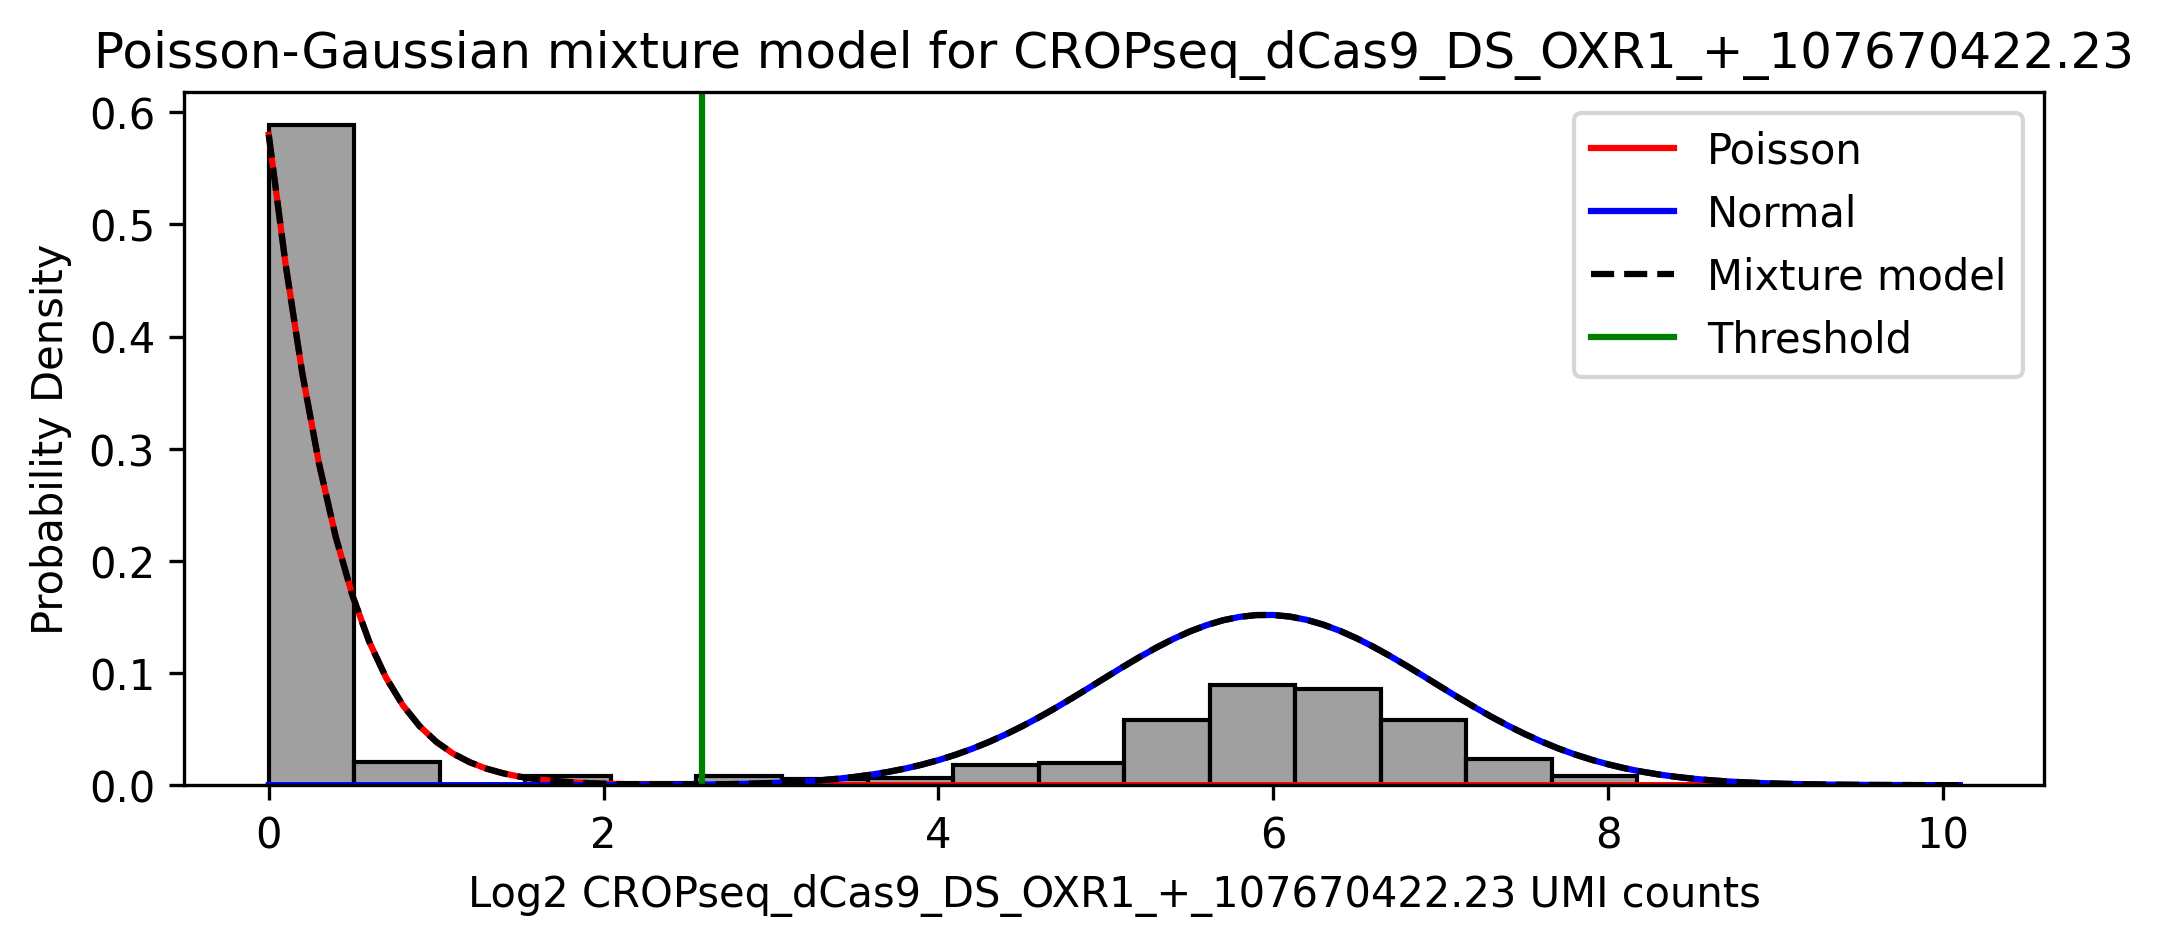 Poisson-Gaussian mixture model for CROPseq_dCas9_DS_OXR1_+_107670422.23
Probability Density
0.6
0.5
0.4
0.3
0.2
0.1
0.0
Poisson
Normal
Mixture model
Threshold
0 2 4 6 8 10
Log2 CROPseq_dCas9_DS_OXR1_+_107670422.23 UMI counts